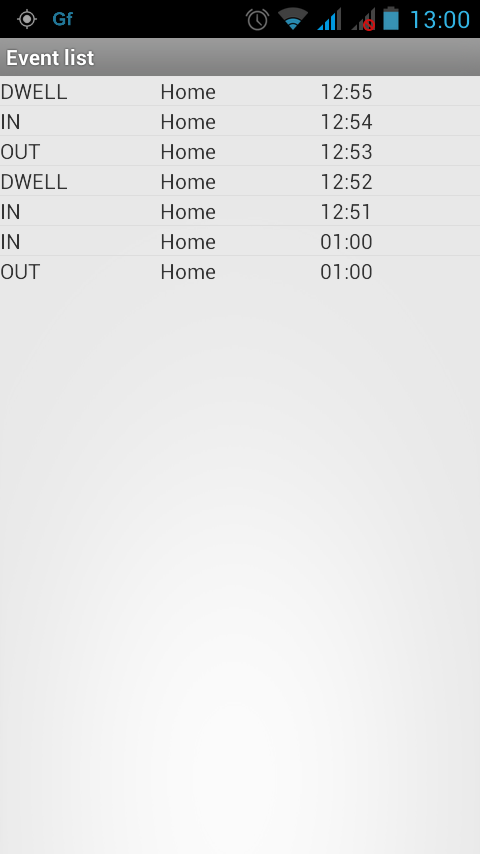 Gf 13:00
Event list
DWELL Home 12:55
IN Home 12:54
OUT Home 12:53
DWELL Home 12:52
IN Home 12:51
IN Home 01:00
OUT Home 01:00